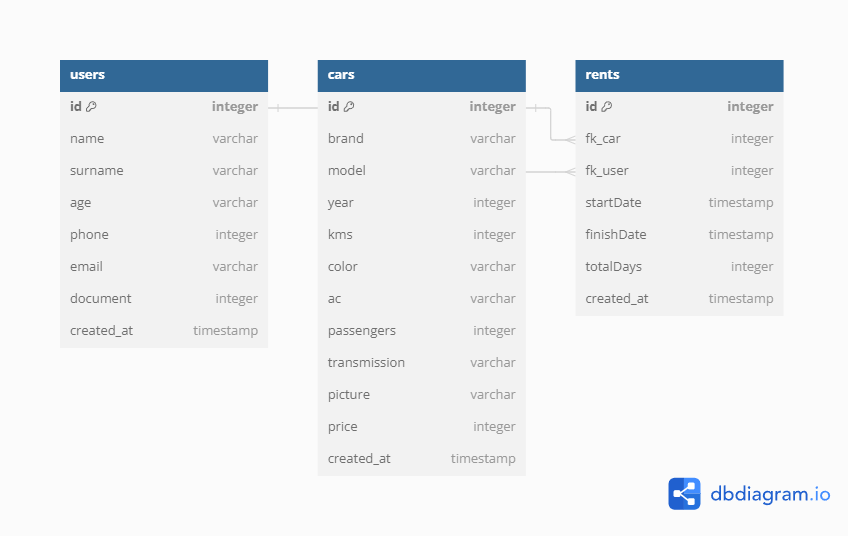 users
id integer
name varchar
surname varchar
age varchar
phone integer
email varchar
document integer
created_at timestamp
cars
id integer
brand varchar
model varchar
year integer
kms integer
color varchar
ac varchar
passengers integer
transmission varchar
picture varchar
price integer
created_at timestamp
rents
id integer
fk_car integer
fk_user integer
startDate timestamp
finishDate timestamp
totalDays integer
created_at timestamp
dbdiagram.io